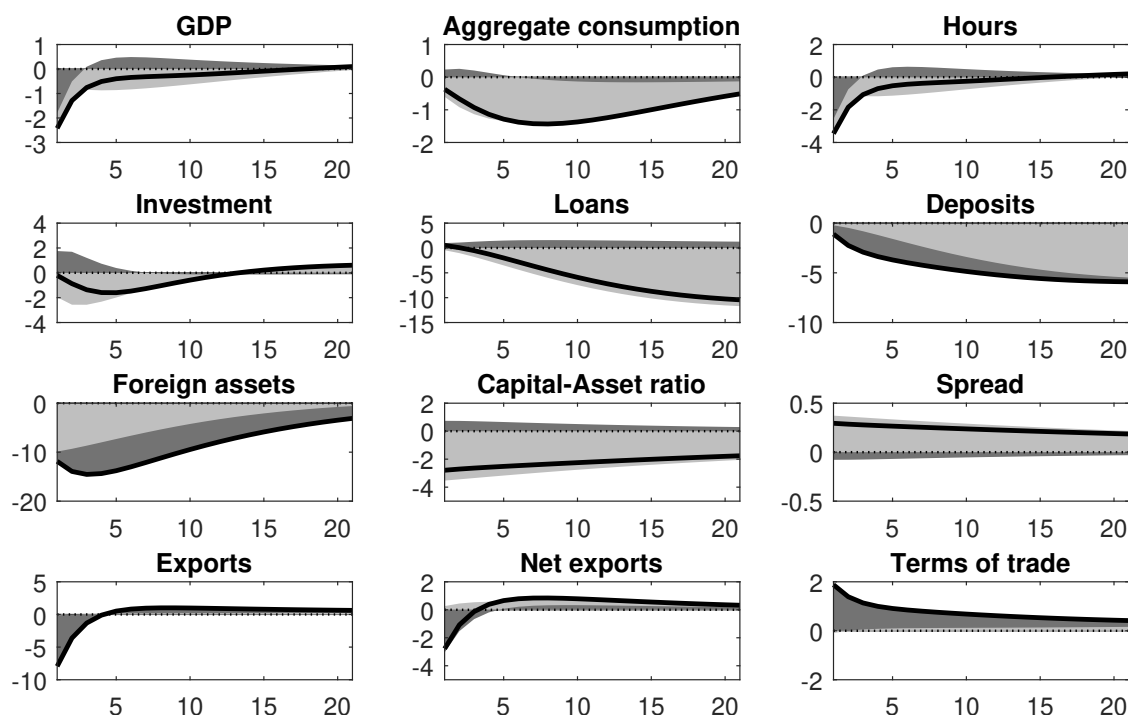 GDP
1
0
-1
-2
-3
5 10 15 20
Aggregate consumption
1
0
-1
-2
5 10 15 20
Hours
2
0
-2
-4
5 10 15 20
Investment
4
2
0
-2
-4
5 10 15 20
Loans
5
0
-5
-10
-15
5 10 15 20
Deposits
0
-5
-10
5 10 15 20
Foreign assets
0
-10
-20
5 10 15 20
Capital-Asset ratio
2
0
-2
-4
5 10 15 20
Spread
0.5
0
-0.5
5 10 15 20
Exports
5
0
-5
-10
5 10 15 20
Net exports
2
0
-2
-4
5 10 15 20
Terms of trade
2
0
-2
5 10 15 20